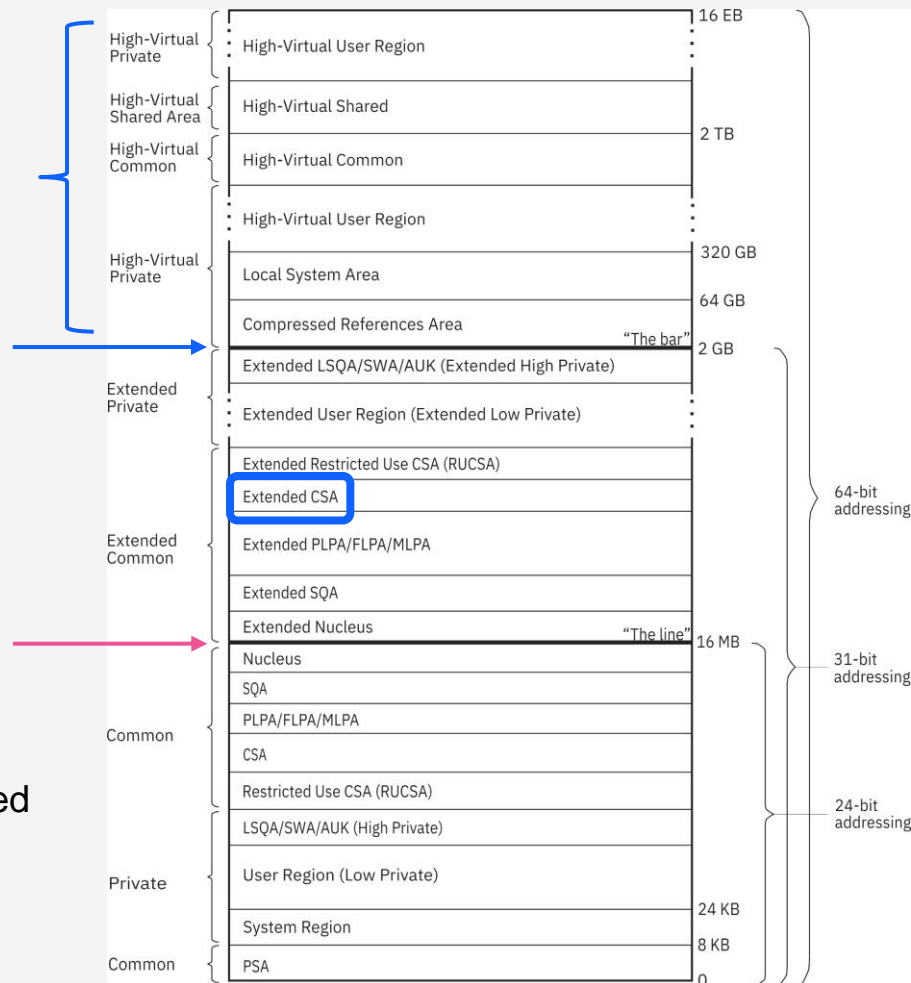 16 EB
High-Virtual
Private
High-Virtual User Region
High-Virtual
Shared Area
High-Virtual Shared
2 TB
High-Virtual
Common
High-Virtual Common
High-Virtual User Region
320 GB
High-Virtual
Private
Local System Area
64 GB
Compressed References Area
"The bar"
2 GB
Extended LSQA/SWA/AUK (Extended High Private)
Extended
Private
Extended User Region (Extended Low Private)
Extended Restricted Use CSA (RUCSA)
Extended CSA
64-bit
addressing
Extended
Common
Extended PLPA/FLPA/MLPA
Extended SQA
Extended Nucleus
"The line"
16 MB
Nucleus
31-bit
addressing
SQA
PLPA/FLPA/MLPA
Common
CSA
Restricted Use CSA (RUCSA)
ed
24-bit
addressing
LSQA/SWA/AUK (High Private)
Private
User Region (Low Private)
24 KB
System Region
8 KB
Common
PSA
0